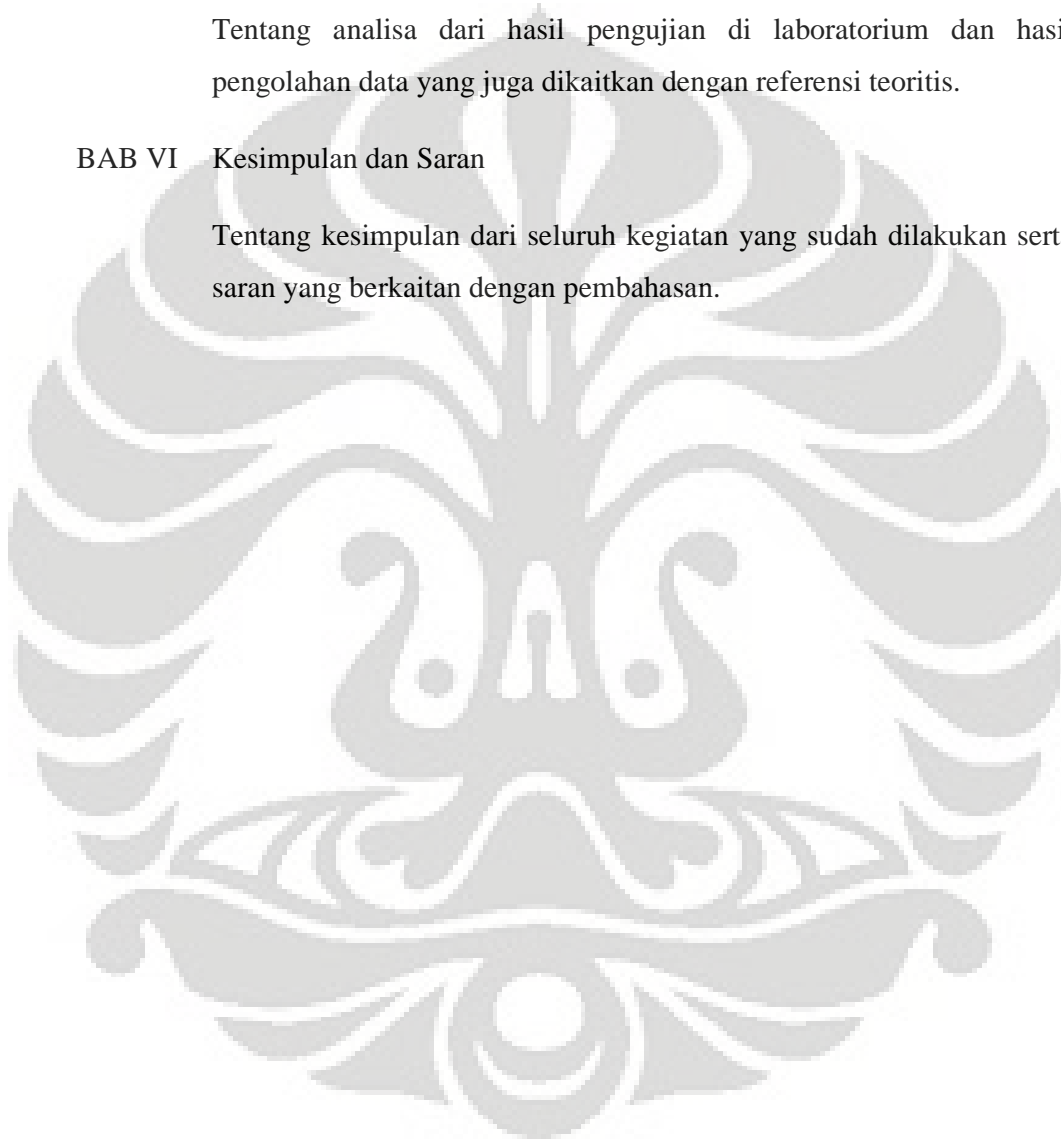 Tentang analisa dari hasil pengujian di laboratorium dan hasi
pengolahan data yang juga dikaitkan dengan referensi teoritis.
BAB VI Kesimpulan dan Saran
Tentang kesimpulan dari seluruh kegiatan yang sudah dilakukan sert
saran yang berkaitan dengan pembahasan.